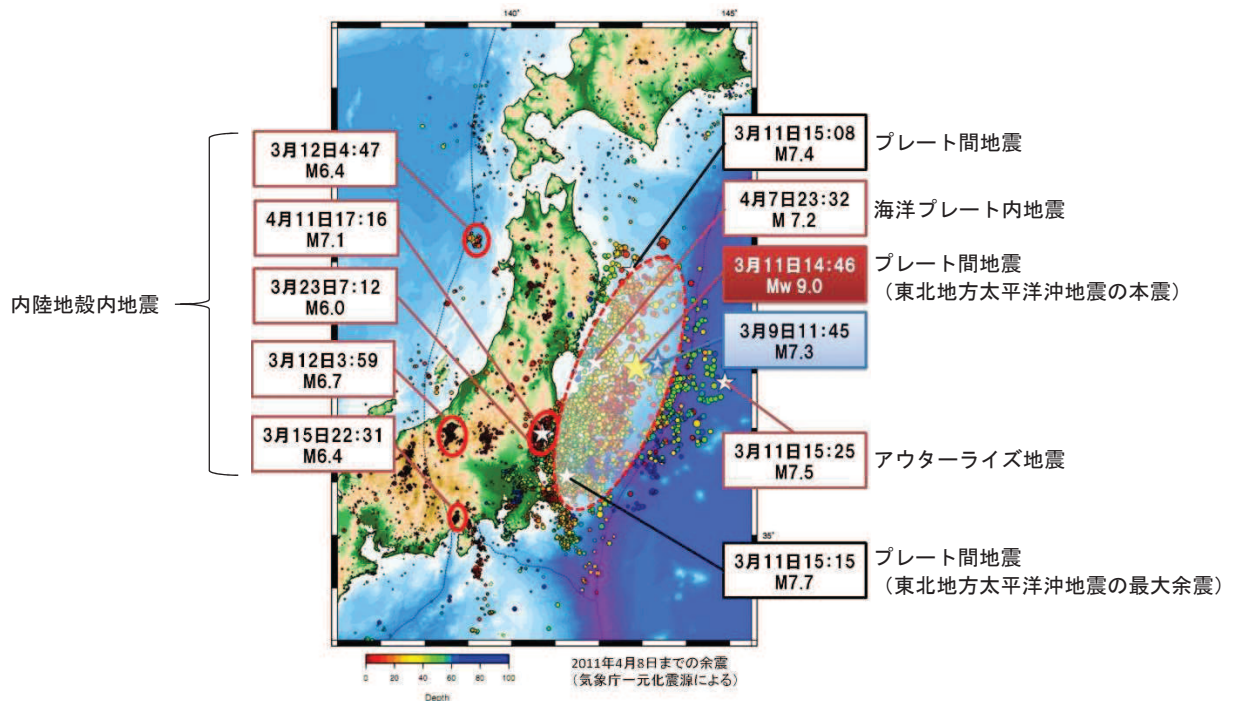 140°
145°
内陸地殻内地震
3月12日4:47
M6.4
4月11日17:16
M7.1
3月23日7:12
M6.0
3月12日3:59
M6.7
3月15日22:31
M6.4
3月11日15:08
M7.4
プレート間地震
4月7日23:32
M 7.2
海洋プレート内地震
3月11日14:46
Mw 9.0
プレート間地震
（東北地方太平洋沖地震の本震）
3月9日11:45
M7.3
3月11日15:25
M7.5
アウターライズ地震
35°
3月11日15:15
M7.7
プレート間地震
（東北地方太平洋沖地震の最大余震）
0 20 40 60 80 100
Depth
2011年4月8日までの余震
（気象庁一元化震源による）